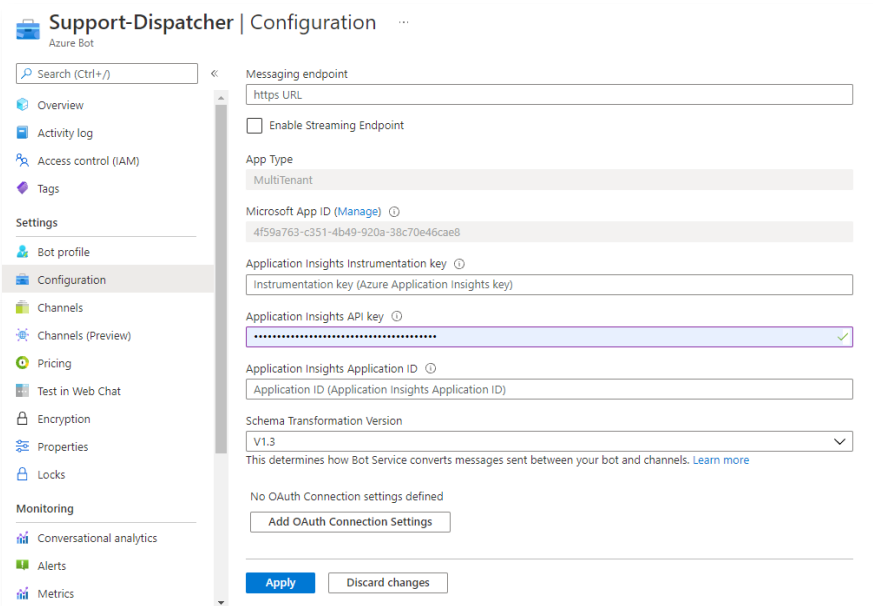 Support-Dispatcher | Configuration ...
Azure Bot
Search (Ctrl+/)
«
Overview
Activity log
Access control (IAM)
Tags
Settings
Bot profile
Configuration
Channels
Channels (Preview)
Pricing
Test in Web Chat
Encryption
Properties
Locks
Monitoring
Conversational analytics
Alerts
Metrics
Messaging endpoint
https URL
Enable Streaming Endpoint
App Type
MultiTenant
Microsoft App ID (Manage)
4f59a763-c351-4b49-920a-38c70e46cae8
Application Insights Instrumentation key
Instrumentation key (Azure Application Insights key)
Application Insights API key
Application Insights Application ID
Application ID (Application Insights Application ID)
Schema Transformation Version
V1.3
This determines how Bot Service converts messages sent between your bot and channels. Learn more
No OAuth Connection settings defined
Add OAuth Connection Settings
Apply
Discard changes